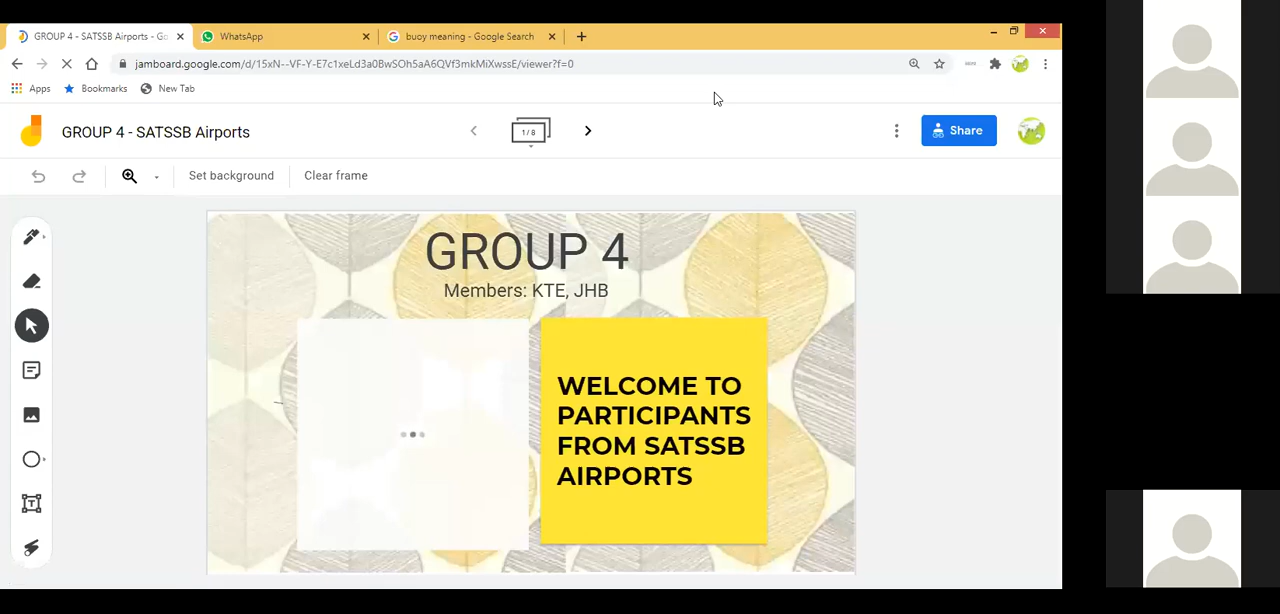 GROUP 4 - SATSSB Airports - Go
WhatsApp
buoy meaning - Google Search
jamboard.google.com/d/15xN--VF-Y-E7c1xeLd3a0BwSOh5aA6QVf3mkMiXwssE/viewer?f=0
Apps
Bookmarks
New Tab
GROUP 4 - SATSSB Airports
1/8
Share
Set background
Clear frame
GROUP 4
Members: KTE, JHB
WELCOME TO
PARTICIPANTS
FROM SATSSB
AIRPORTS